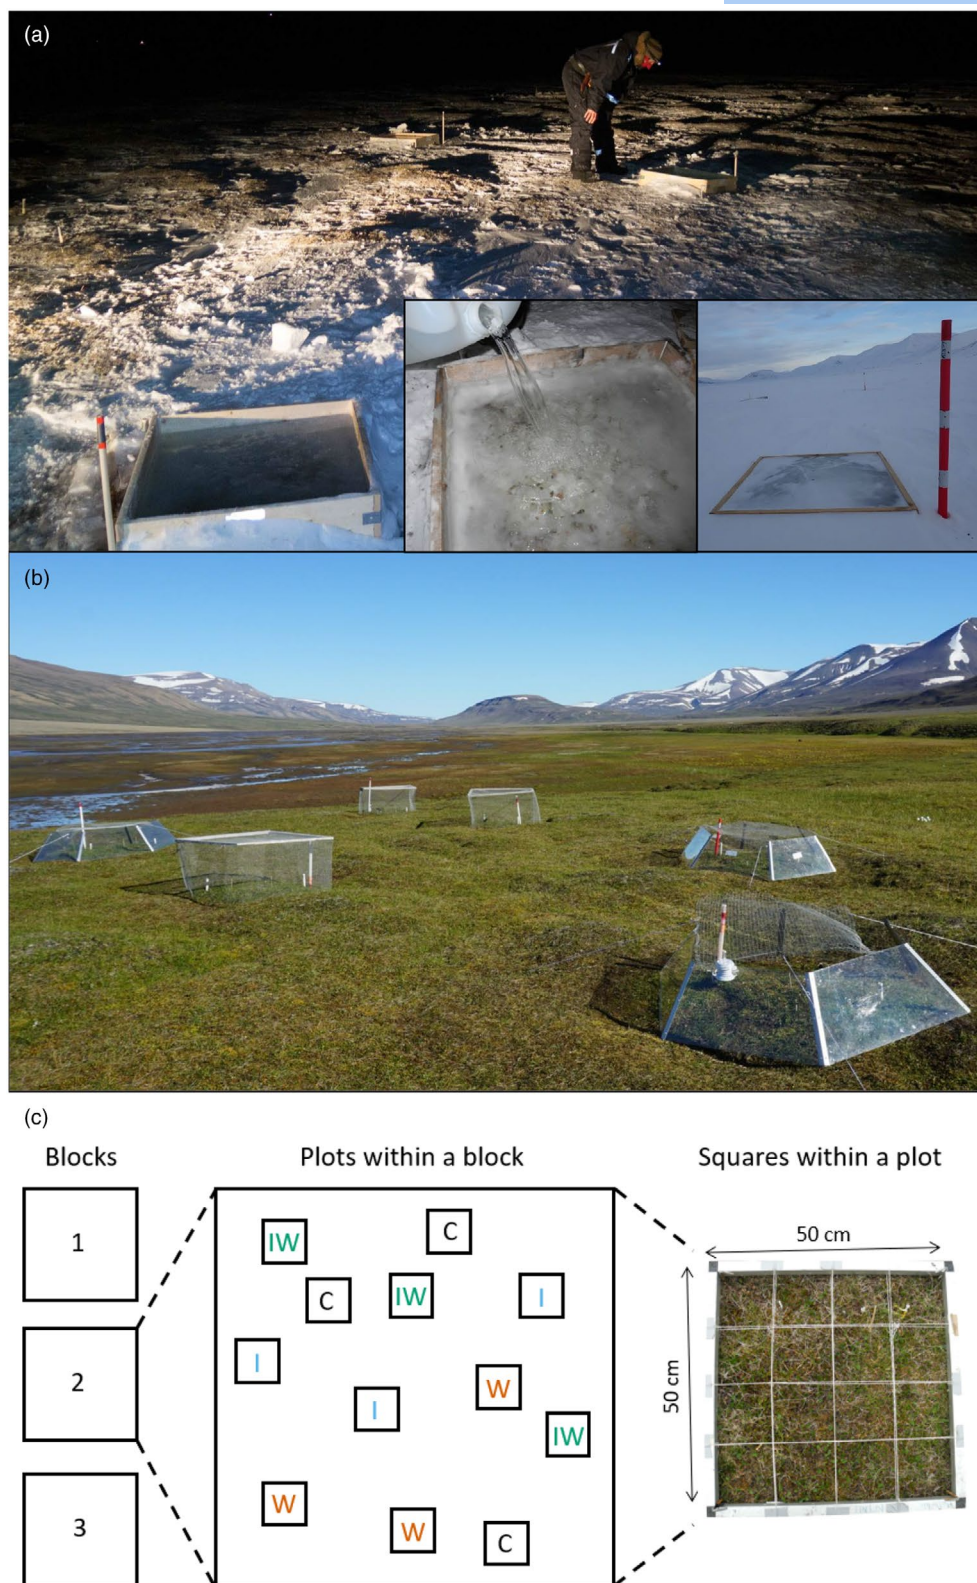 (a)
(b)
(c)
Blocks
Plots within a block
Squares within a plot
1
2
3
IW
C
C
IW
I
I
I
W
IW
W
W
C
50 cm
50 cm